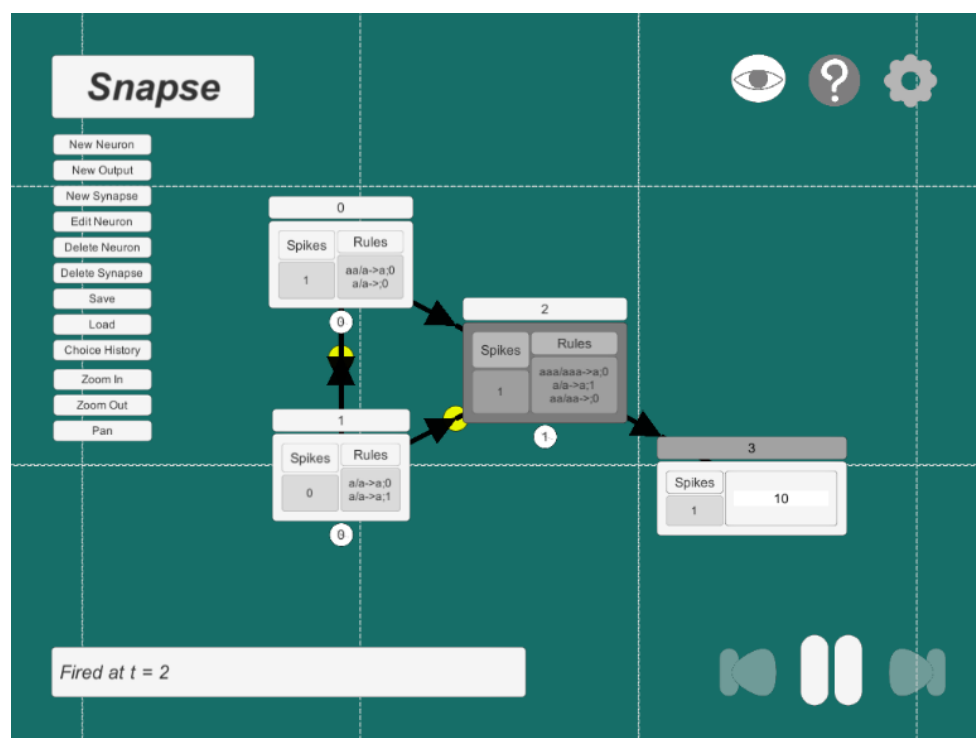 Snapse
New Neuron
New Output
New Synapse
Edit Neuron
Delete Neuron
Delete Synapse
Save
Load
Choice History
Zoom In
Zoom Out
Pan
?
0
Spikes Rules
1
aa/a->a;0
a/a->;0
0
1
Spikes Rules
0
a/a->a;0
a/a->a;1
0
2
Spikes Rules
1
aaa/aaa->a;0
a/a->a;1
aa/aa->;0
1
3
Spikes
1
10
Fired at t = 2